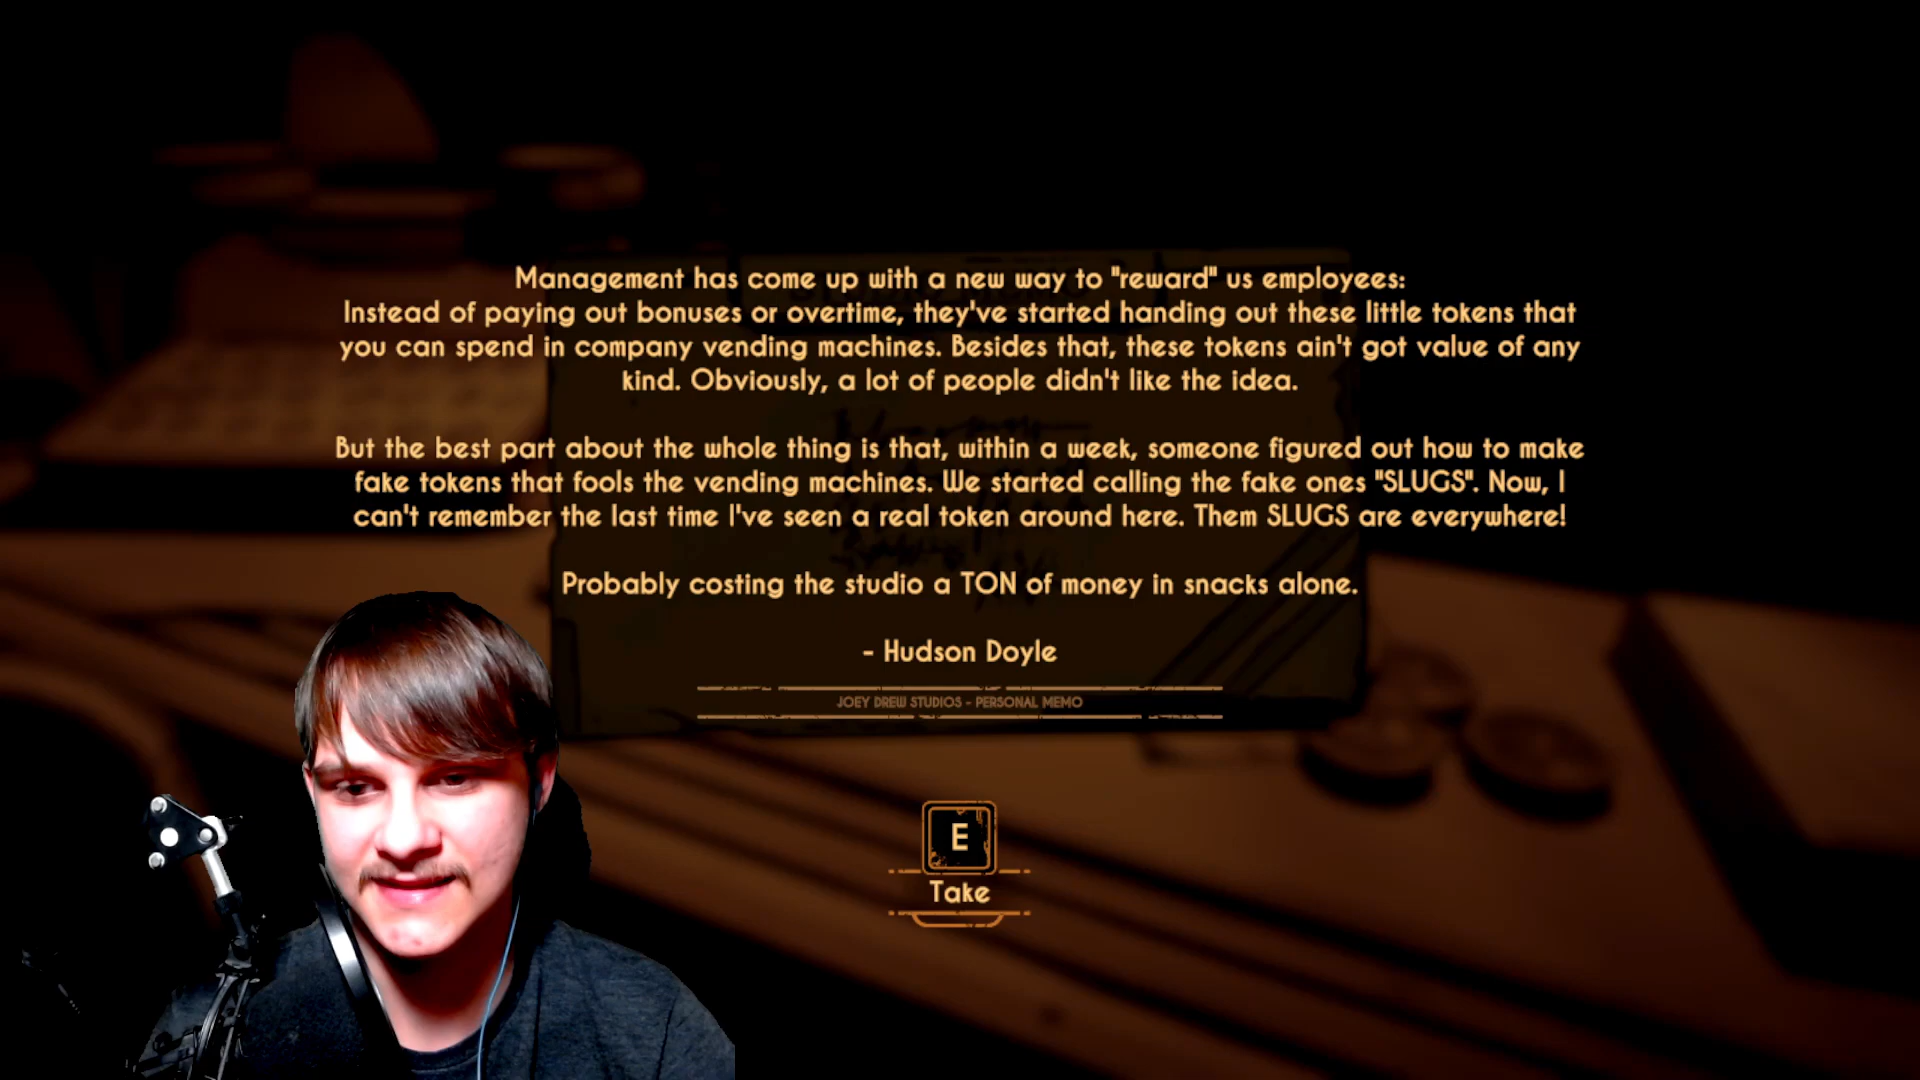 Management has come up with a new way to "reward" us employees:
Instead of paying out bonuses or overtime, they've started handing out these little tokens that
you can spend in company vending machines. Besides that, these tokens ain't got value of any
kind. Obviously, a lot of people didn't like the idea.
But the best part about the whole thing is that, within a week, someone figured out how to make
fake tokens that fools the vending machines. We started calling the fake ones "SLUGS". Now, I
can't remember the last time I've seen a real token around here. Them SLUGS are everywhere!
Probably costing the studio a TON of money in snacks alone.
- Hudson Doyle
JOEY DREW STUDIOS - PERSONAL MEMO
E
Take